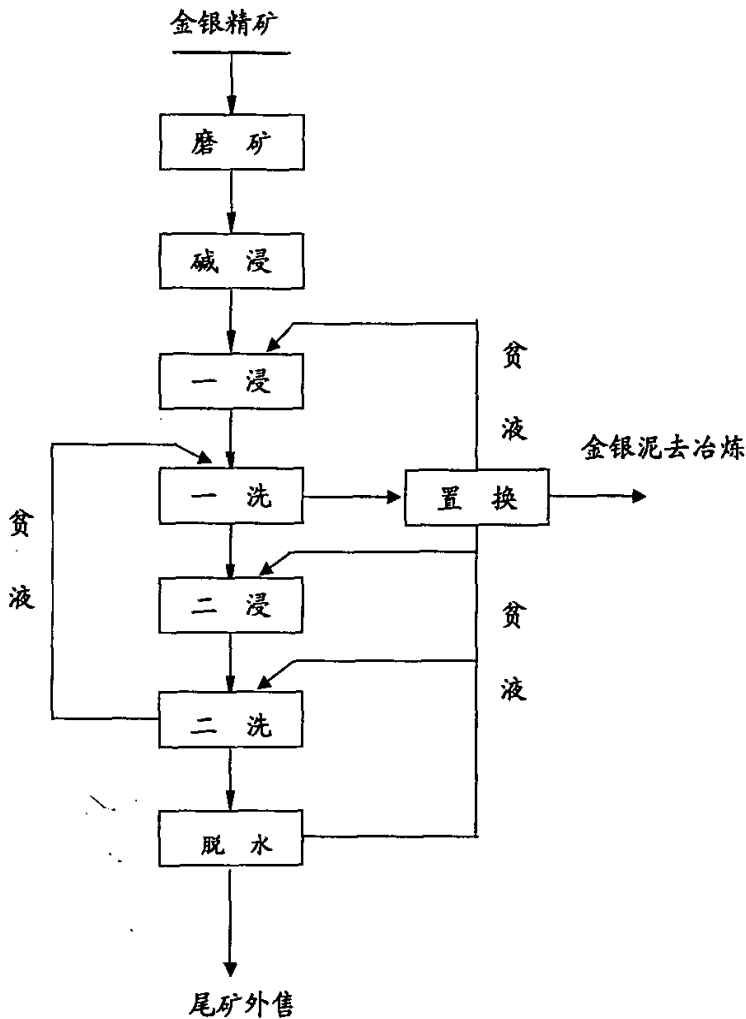 金银精矿
磨 矿
碱 浸
一 浸
贫
液
金银泥去冶炼
一 洗
置 换
贫
液
二 浸
贫
液
二 洗
脱 水
尾矿外售